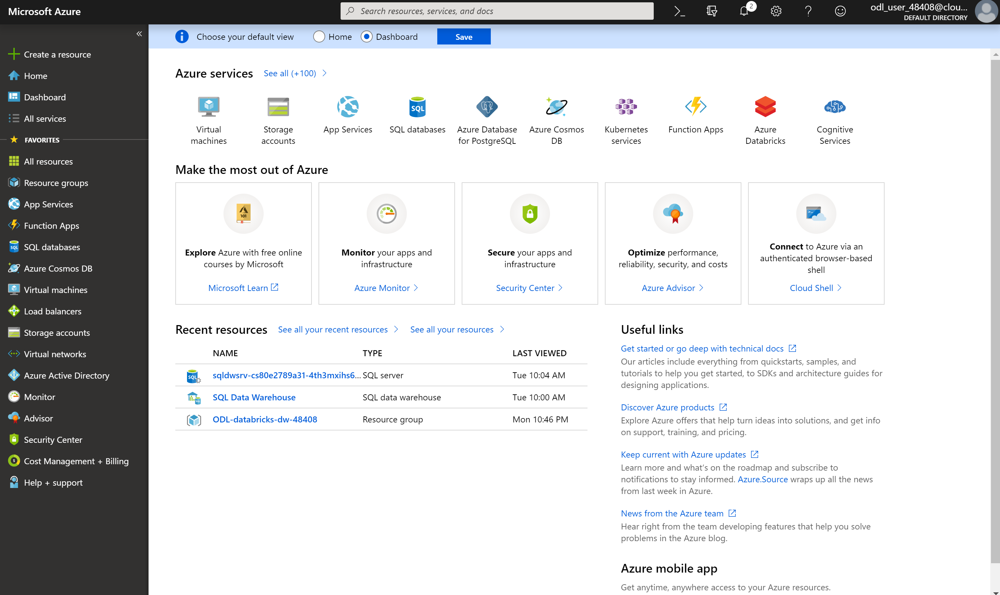 Microsoft Azure
Search resources, services, and docs
2
odl_user_48408@clou...
DEFAULT DIRECTORY
Choose your default view
Home
Dashboard
Save
Create a resource
Home
Dashboard
All services
FAVORITES
All resources
Resource groups
App Services
Function Apps
SQL databases
Azure Cosmos DB
Virtual machines
Load balancers
Storage accounts
Virtual networks
Azure Active Directory
Monitor
Advisor
Security Center
Cost Management + Billing
Help + support
Azure services
See all (+100)
Virtual
machines
Storage
accounts
App Services
SQL
SQL databases
Azure Database
for PostgreSQL
Azure Cosmos
DB
Kubernetes
services
Function Apps
Azure
Databricks
Cognitive
Services
Make the most out of Azure
101
Explore Azure with free online
courses by Microsoft
Microsoft Learn
Monitor your apps and
infrastructure
Azure Monitor
Secure your apps and
infrastructure
Security Center
Optimize performance,
reliability, security, and costs
Azure Advisor
Connect to Azure via an
authenticated browser-based
shell
Cloud Shell
Recent resources
See all your recent resources
See all your resources
NAME TYPE LAST VIEWED
sqldwsrv-cs80e2789a31-4th3mxihs6... SQL server Tue 10:04 AM
SQL Data Warehouse SQL data warehouse Tue 10:00 AM
ODL-databricks-dw-48408 Resource group Mon 10:46 PM
Useful links
Get started or go deep with technical docs
Our articles include everything from quickstarts, samples, and
tutorials to help you get started, to SDKs and architecture guides for
designing applications.
Discover Azure products
Explore Azure offers that help turn ideas into solutions, and get info
on support, training, and pricing.
Keep current with Azure updates
Learn more and what’s on the roadmap and subscribe to
notifications to stay informed. Azure.Source wraps up all the news
from last week in Azure.
News from the Azure team
Hear right from the team developing features that help you solve
problems in the Azure blog.
Azure mobile app
Get anytime, anywhere access to your Azure resources.